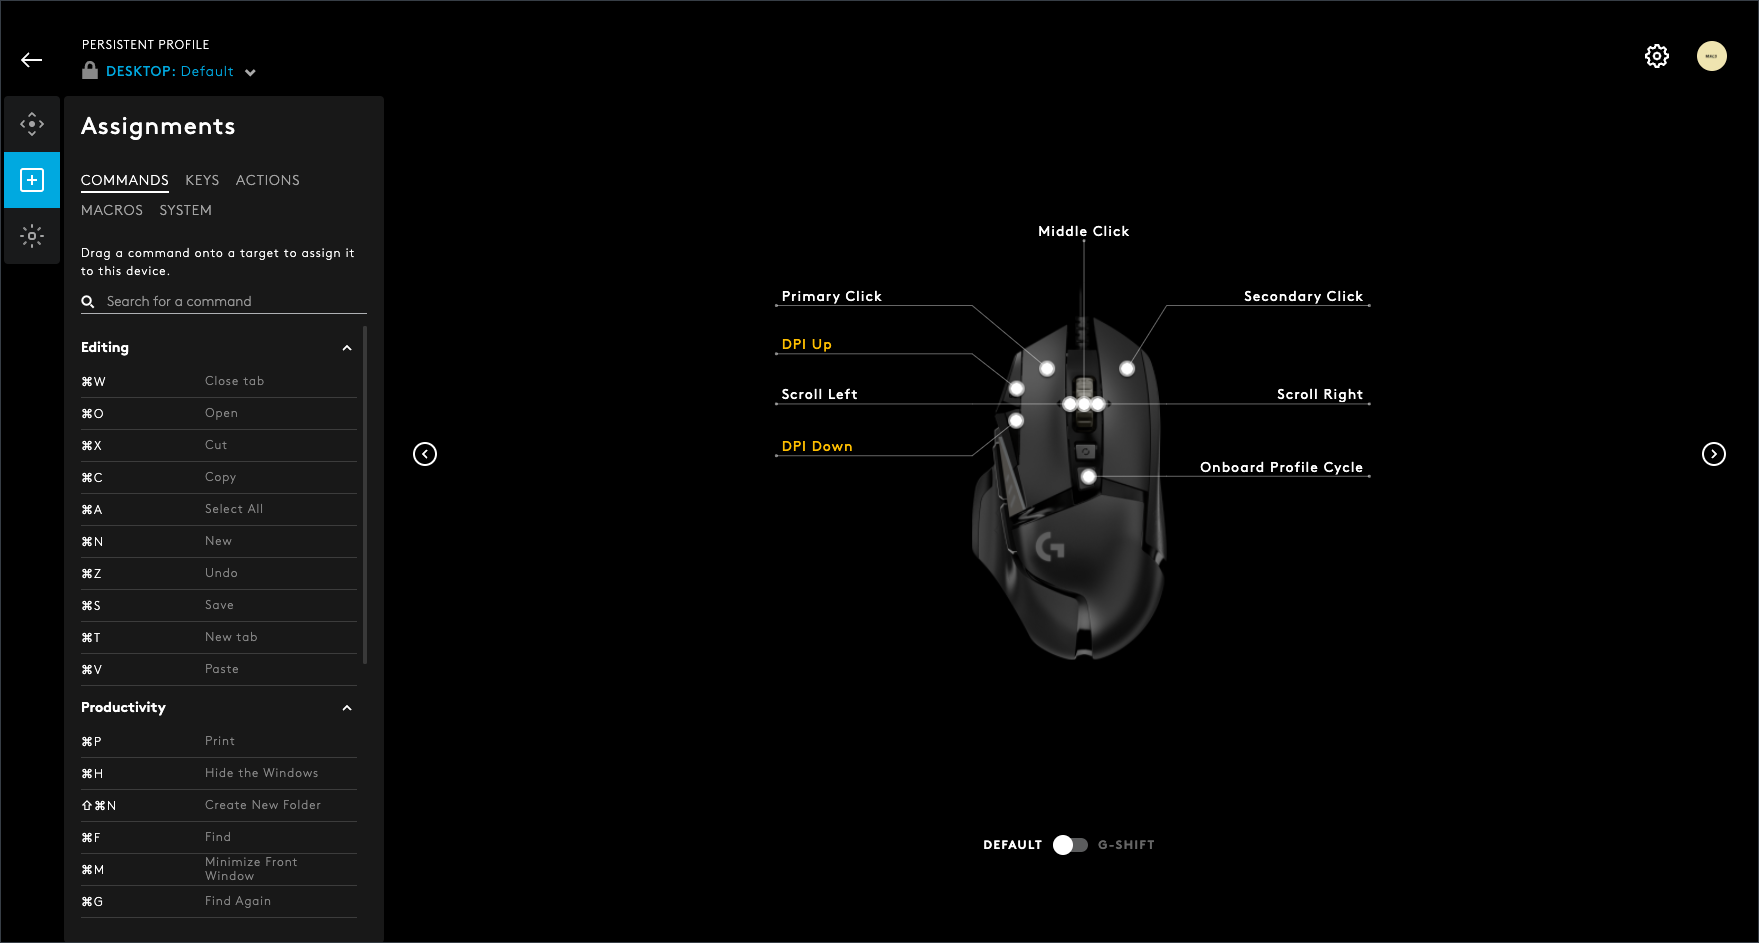 PERSISTENT PROFILE
DESKTOP: Default
Assignments
COMMANDS KEYS ACTIONS
MACROS SYSTEM
Drag a command onto a target to assign it
to this device.
Search for a command
Editing
⌘W Close tab
⌘O Open
⌘X Cut
⌘C Copy
⌘A Select All
⌘N New
⌘Z Undo
⌘S Save
⌘T New tab
⌘V Paste
Productivity
⌘P Print
⌘H Hide the Windows
⇧⌘N Create New Folder
⌘F Find
⌘M Minimize Front
Window
⌘G Find Again
Middle Click
Primary Click
Secondary Click
DPI Up
Scroll Left
Scroll Right
DPI Down
Onboard Profile Cycle
DEFAULT G-SHIFT